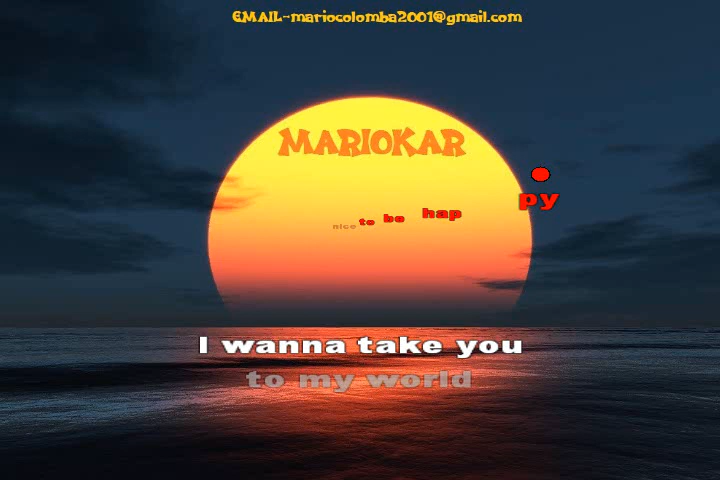 EMAIL-mariocolomba2001@gmail.com
MARIOKAR
nice to be hap py
I wanna take you
to my world